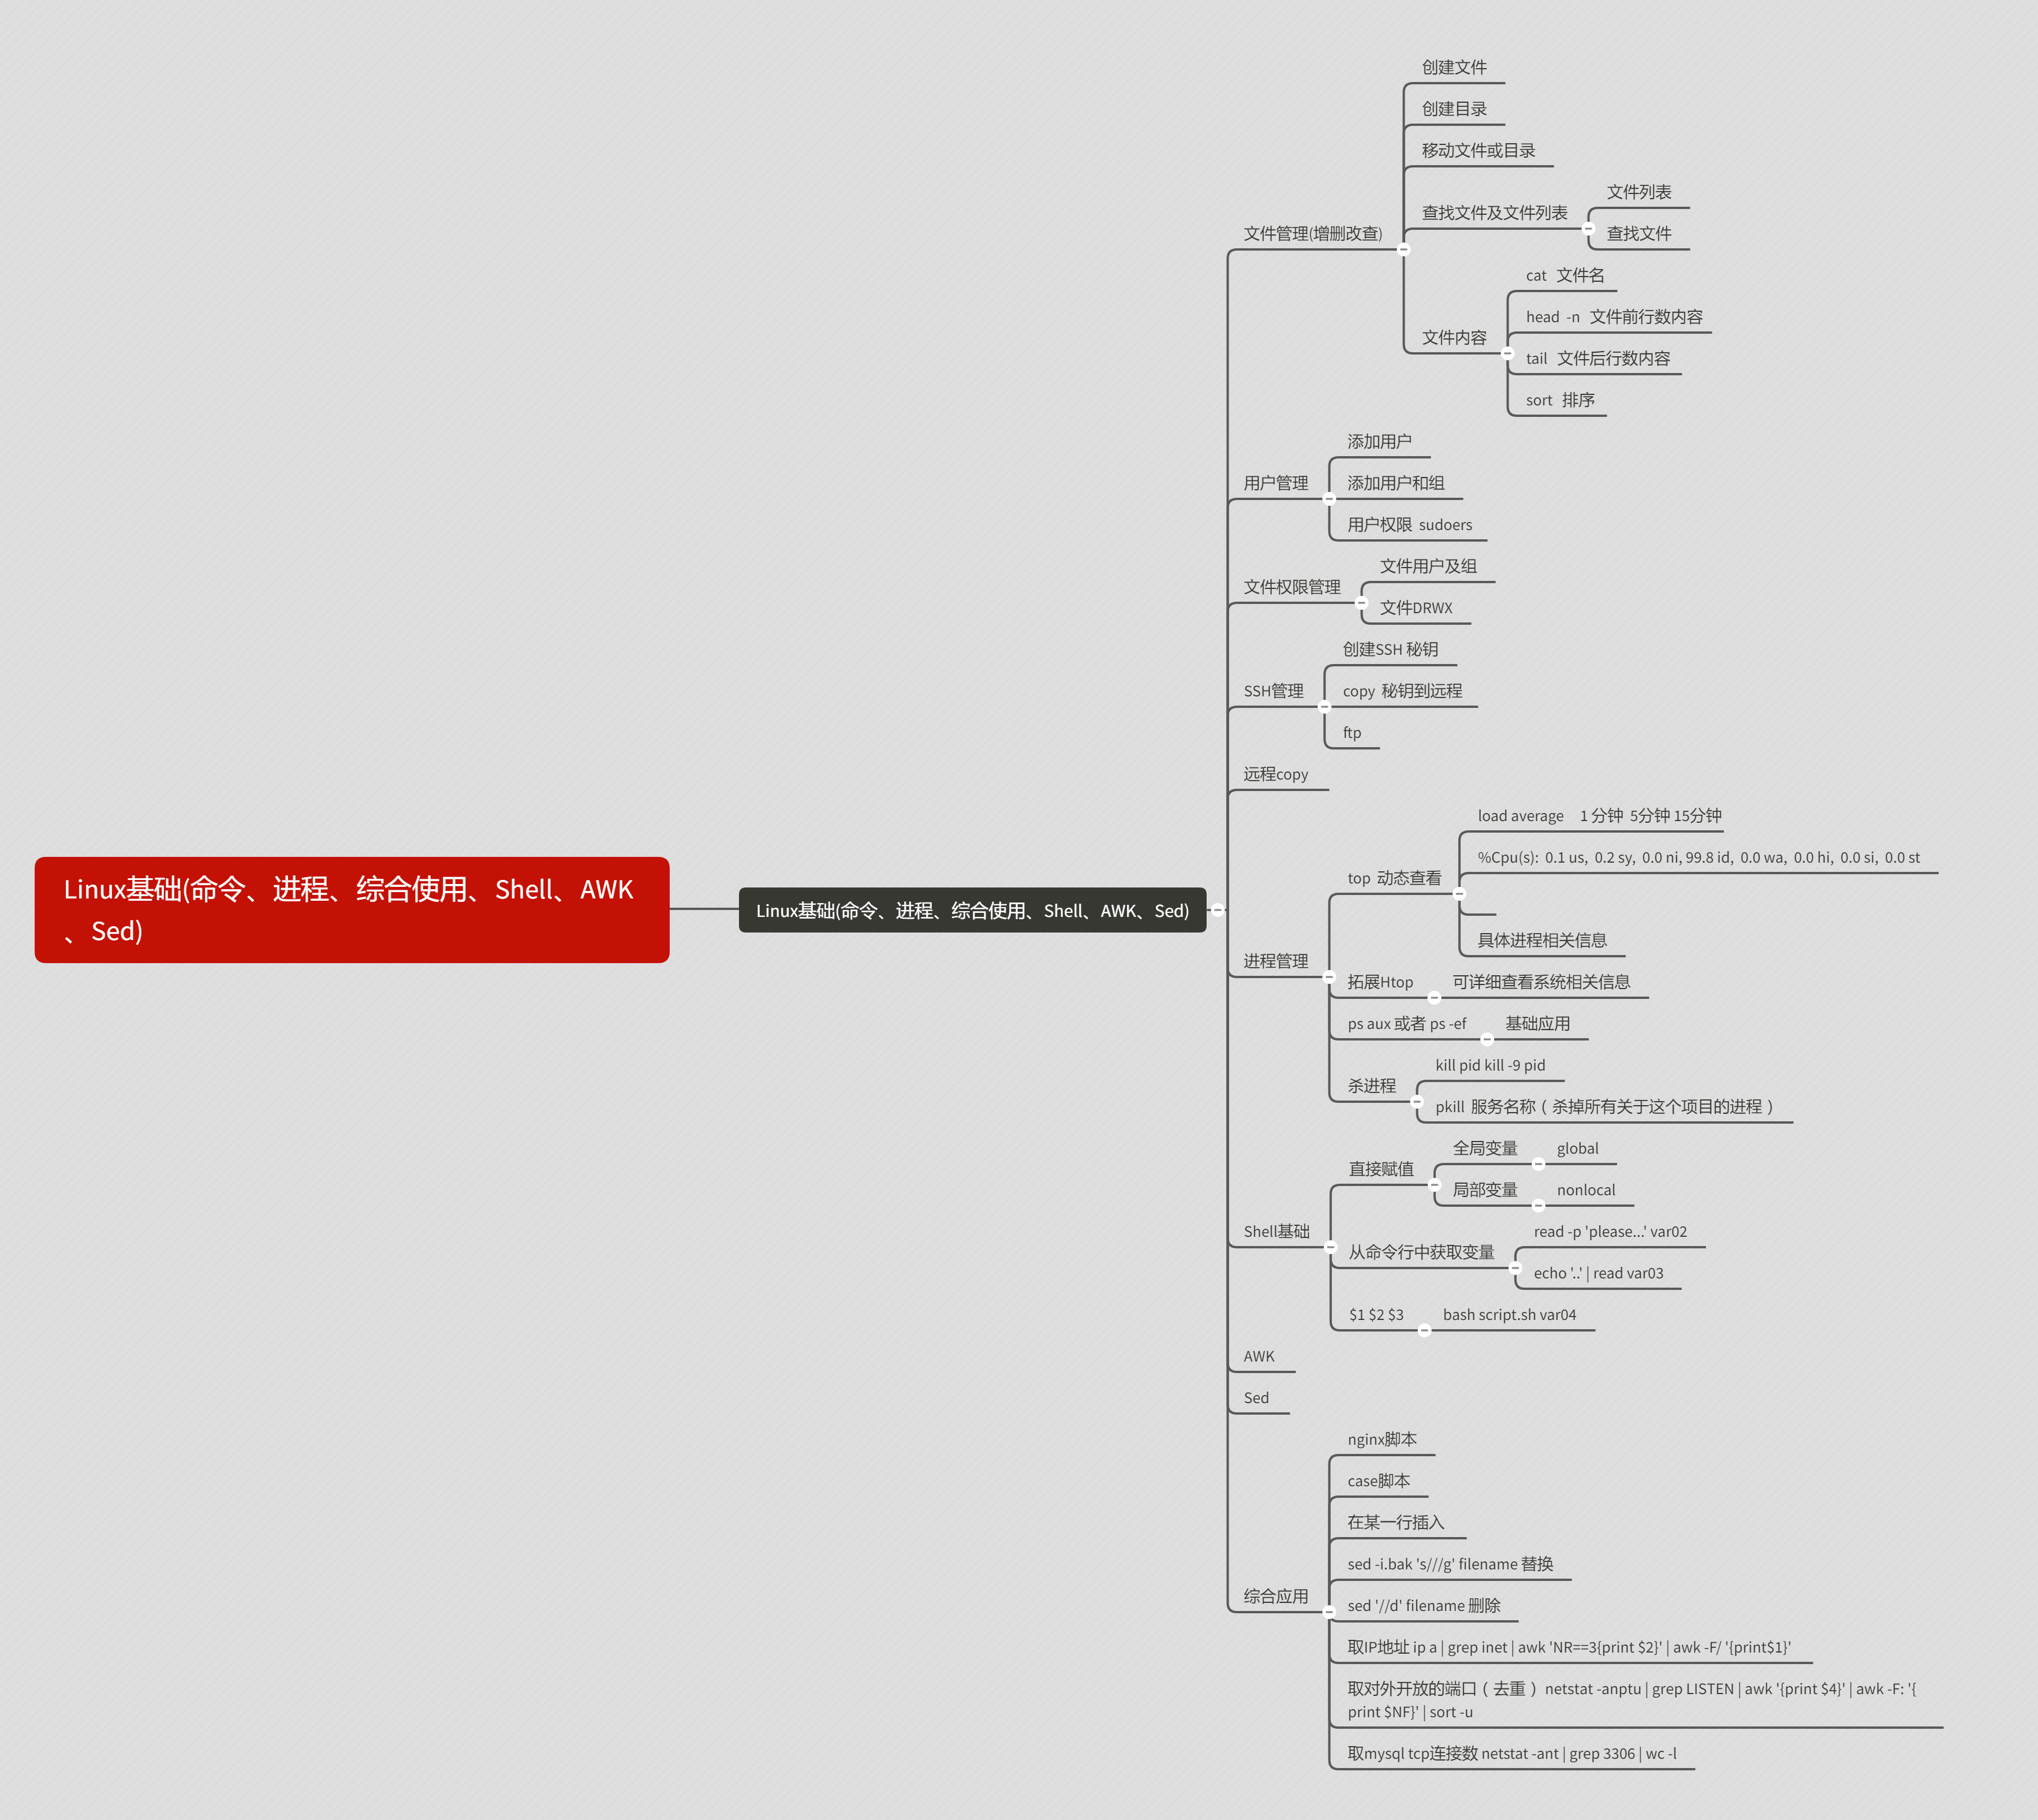 Linux基础(命令、进程、综合使用、Shell、AWK
、Sed)
Linux基础(命令、进程、综合使用、Shell、AWK、Sed)
文件管理(增删改查)
创建文件
创建目录
移动文件或目录
查找文件及文件列表
文件列表
查找文件
文件内容
cat 文件名
head -n 文件前行数内容
tail 文件后行数内容
sort 排序
用户管理
添加用户
添加用户和组
用户权限 sudoers
文件权限管理
文件用户及组
文件DRWX
SSH管理
创建SSH 秘钥
copy 秘钥到远程
ftp
远程copy
进程管理
top 动态查看
load average 1 分钟 5分钟 15分钟
%Cpu(s): 0.1 us, 0.2 sy, 0.0 ni, 99.8 id, 0.0 wa, 0.0 hi, 0.0 si, 0.0 st
具体进程相关信息
拓展Htop
可详细查看系统相关信息
ps aux 或者 ps -ef
基础应用
杀进程
kill pid kill -9 pid
pkill 服务名称（杀掉所有关于这个项目的进程）
Shell基础
直接赋值
全局变量
global
局部变量
nonlocal
从命令行中获取变量
read -p 'please...' var02
echo '..' | read var03
$1 $2 $3
bash script.sh var04
AWK
Sed
综合应用
nginx脚本
case脚本
在某一行插入
sed -i.bak 's///g' filename 替换
sed '//d' filename 删除
取IP地址 ip a | grep inet | awk 'NR==3{print $2}' | awk -F/ '{print$1}'
取对外开放的端口（去重） netstat -anptu | grep LISTEN | awk '{print $4}' | awk -F: '{
print $NF}' | sort -u
取mysql tcp连接数 netstat -ant | grep 3306 | wc -l